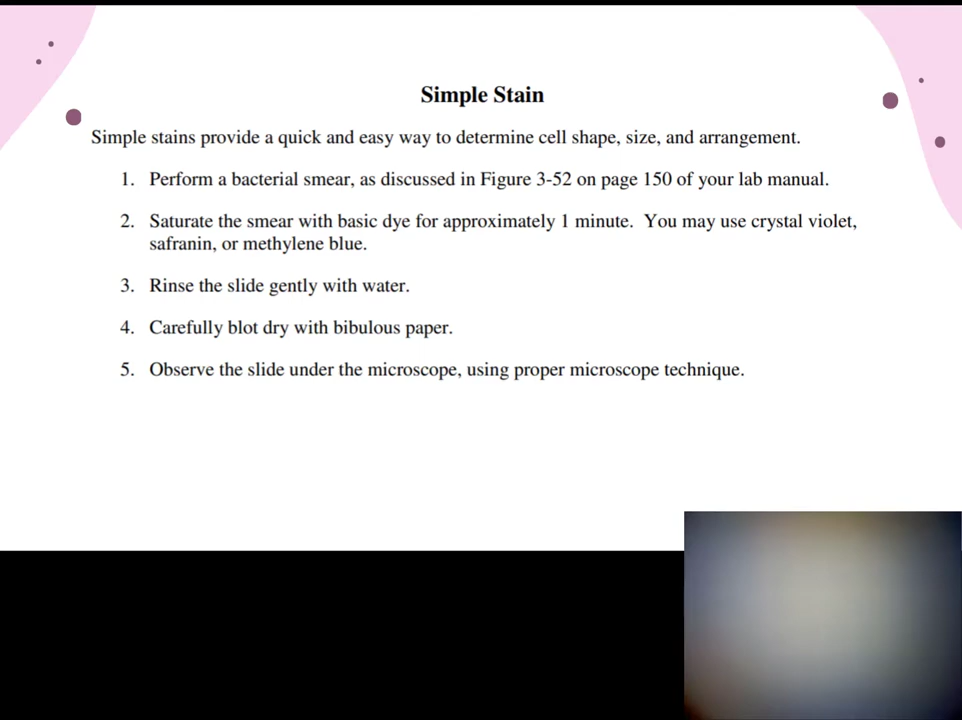 Simple Stain
Simple stains provide a quick and easy way to determine cell shape, size, and arrangement.
1. Perform a bacterial smear, as discussed in Figure 3-52 on page 150 of your lab manual.
2. Saturate the smear with basic dye for approximately 1 minute. You may use crystal violet,
safranin, or methylene blue.
3. Rinse the slide gently with water.
4. Carefully blot dry with bibulous paper.
5. Observe the slide under the microscope, using proper microscope technique.